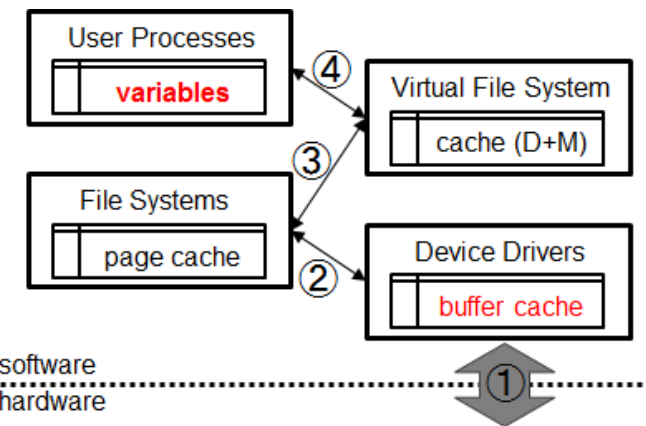 User Processes
variables
④
Virtual File System
cache (D+M)
③
File Systems
page cache
②
Device Drivers
buffer cache
software
①
hardware